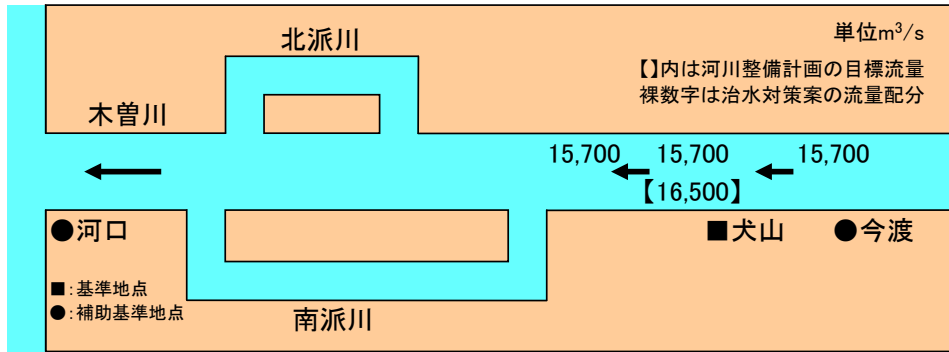 単位m³/s
【】内は河川整備計画の目標流量
裸数字は治水対策案の流量配分
北派川
木曽川
15,700 15,700 15,700
【16,500】
●河口 ■犬山 ●今渡
■:基準地点
●:補助基準地点
南派川